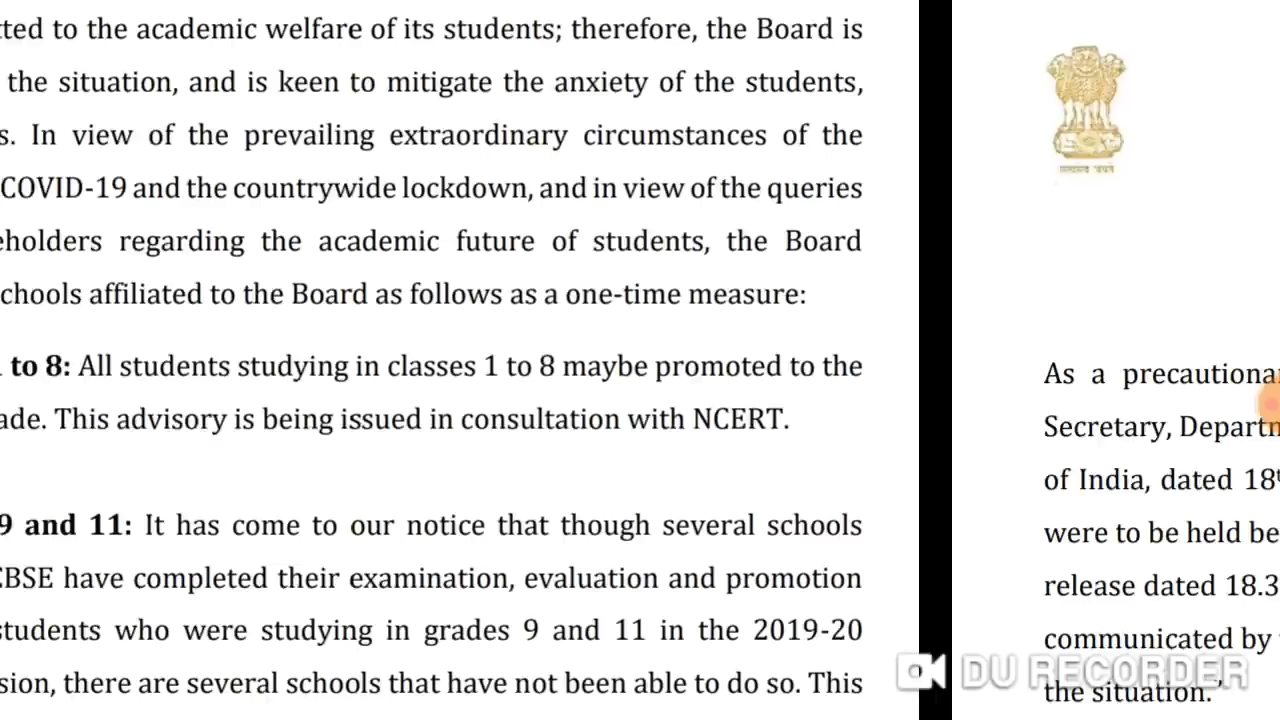 tted to the academic welfare of its students; therefore, the Board is
the situation, and is keen to mitigate the anxiety of the students,
s. In view of the prevailing extraordinary circumstances of the
COVID-19 and the countrywide lockdown, and in view of the queries
eholders regarding the academic future of students, the Board
chools affiliated to the Board as follows as a one-time measure:
to 8: All students studying in classes 1 to 8 maybe promoted to the
ade. This advisory is being issued in consultation with NCERT.
9 and 11: It has come to our notice that though several schools
CBSE have completed their examination, evaluation and promotion
students who were studying in grades 9 and 11 in the 2019-20
sion, there are several schools that have not been able to do so. This
सत्यमेव जयते
As a precautionar
Secretary, Departm
of India, dated 18t
were to be held be
release dated 18.3
communicated by
the situation."
DU RECORDER